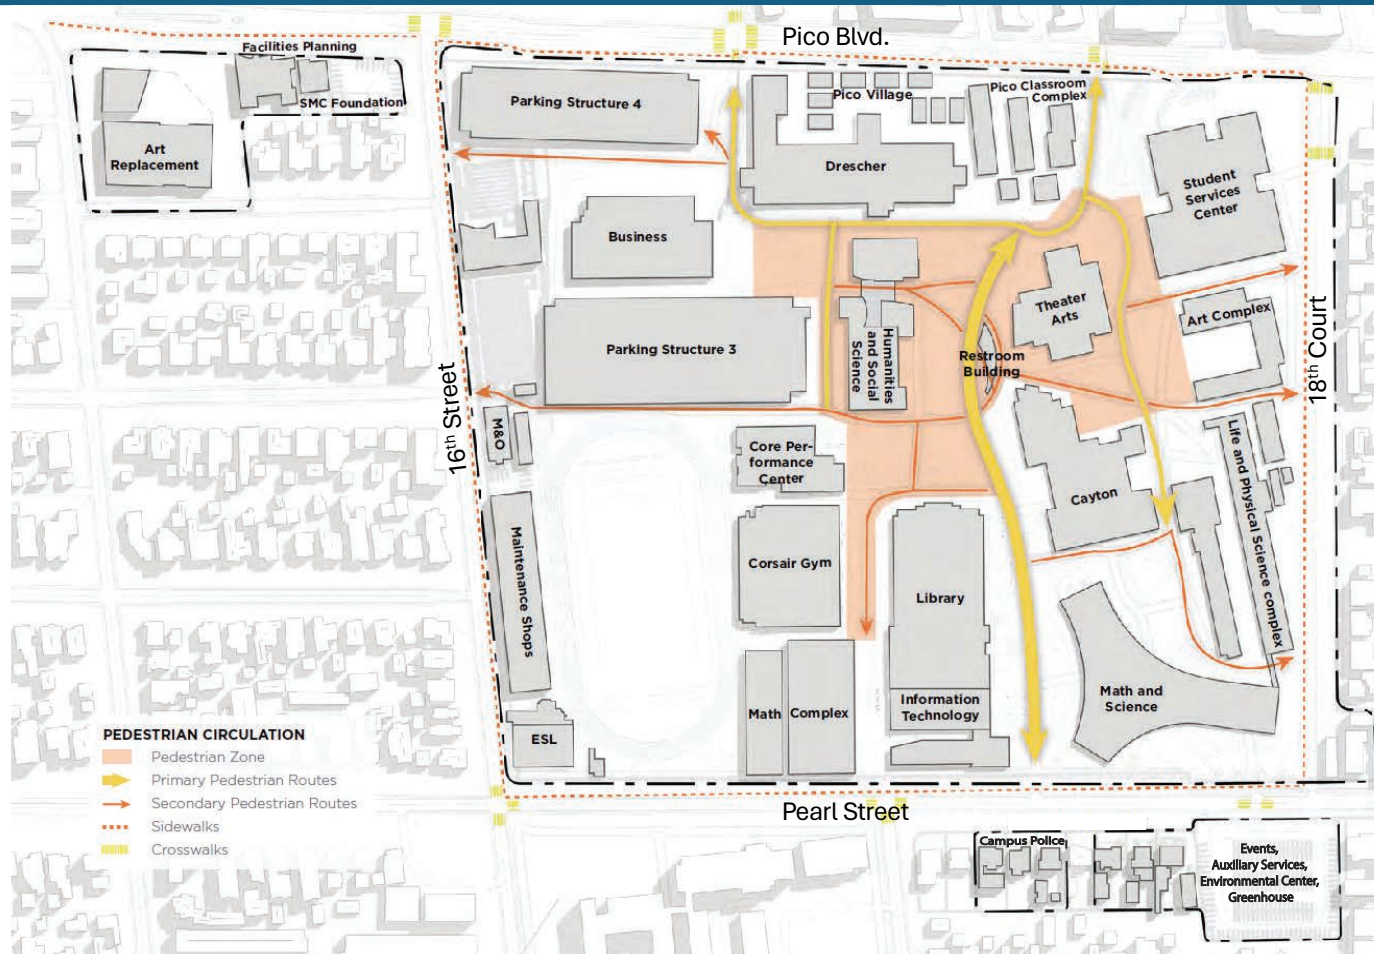 Pico Blvd.
Facilities Planning
SMC Foundation
Art
Replacement
Parking Structure 4
Pico Village
Pico Classroom
Complex
Drescher
Student
Services
Center
Business
Theater
Arts
Art Complex
18th Court
Parking Structure 3
Humanities
and Social
Science
Restroom
Building
16th Street
M&O
Core Per-
formance
Center
Cayton
Life and Physical Science complex
Maintenance Shops
Corsair Gym
Library
Math and
Science
Information
Technology
Math
Complex
ESL
PEDESTRIAN CIRCULATION
Pedestrian Zone
Primary Pedestrian Routes
Secondary Pedestrian Routes
Sidewalks
Crosswalks
Pearl Street
Campus Police
Events,
Auxiliary Services,
Environmental Center,
Greenhouse